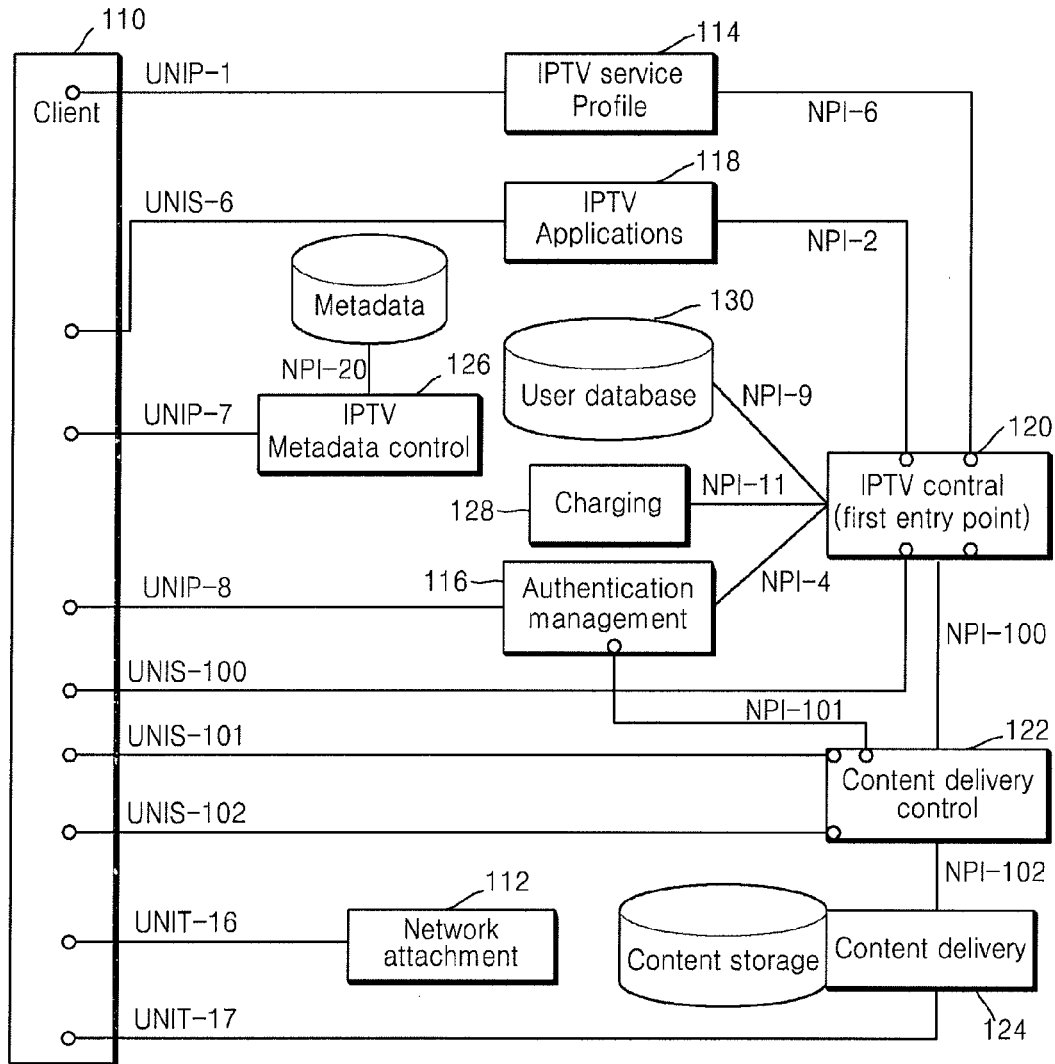 110
114
UNIP-1
IPTV service
Profile
Client
NPI-6
118
UNIS-6
IPTV
Applications
NPI-2
Metadata
130
User database
NPI-20
126
NPI-9
UNIP-7
IPTV
Metadata control
120
IPTV contral
(first entry point)
NPI-11
128
Charging
NPI-4
116
UNIP-8
Authentication
management
NPI-100
UNIS-100
NPI-101
UNIS-101
122
Content delivery
control
UNIS-102
NPI-102
112
UNIT-16
Network
attachment
Content storage
Content delivery
UNIT-17
124